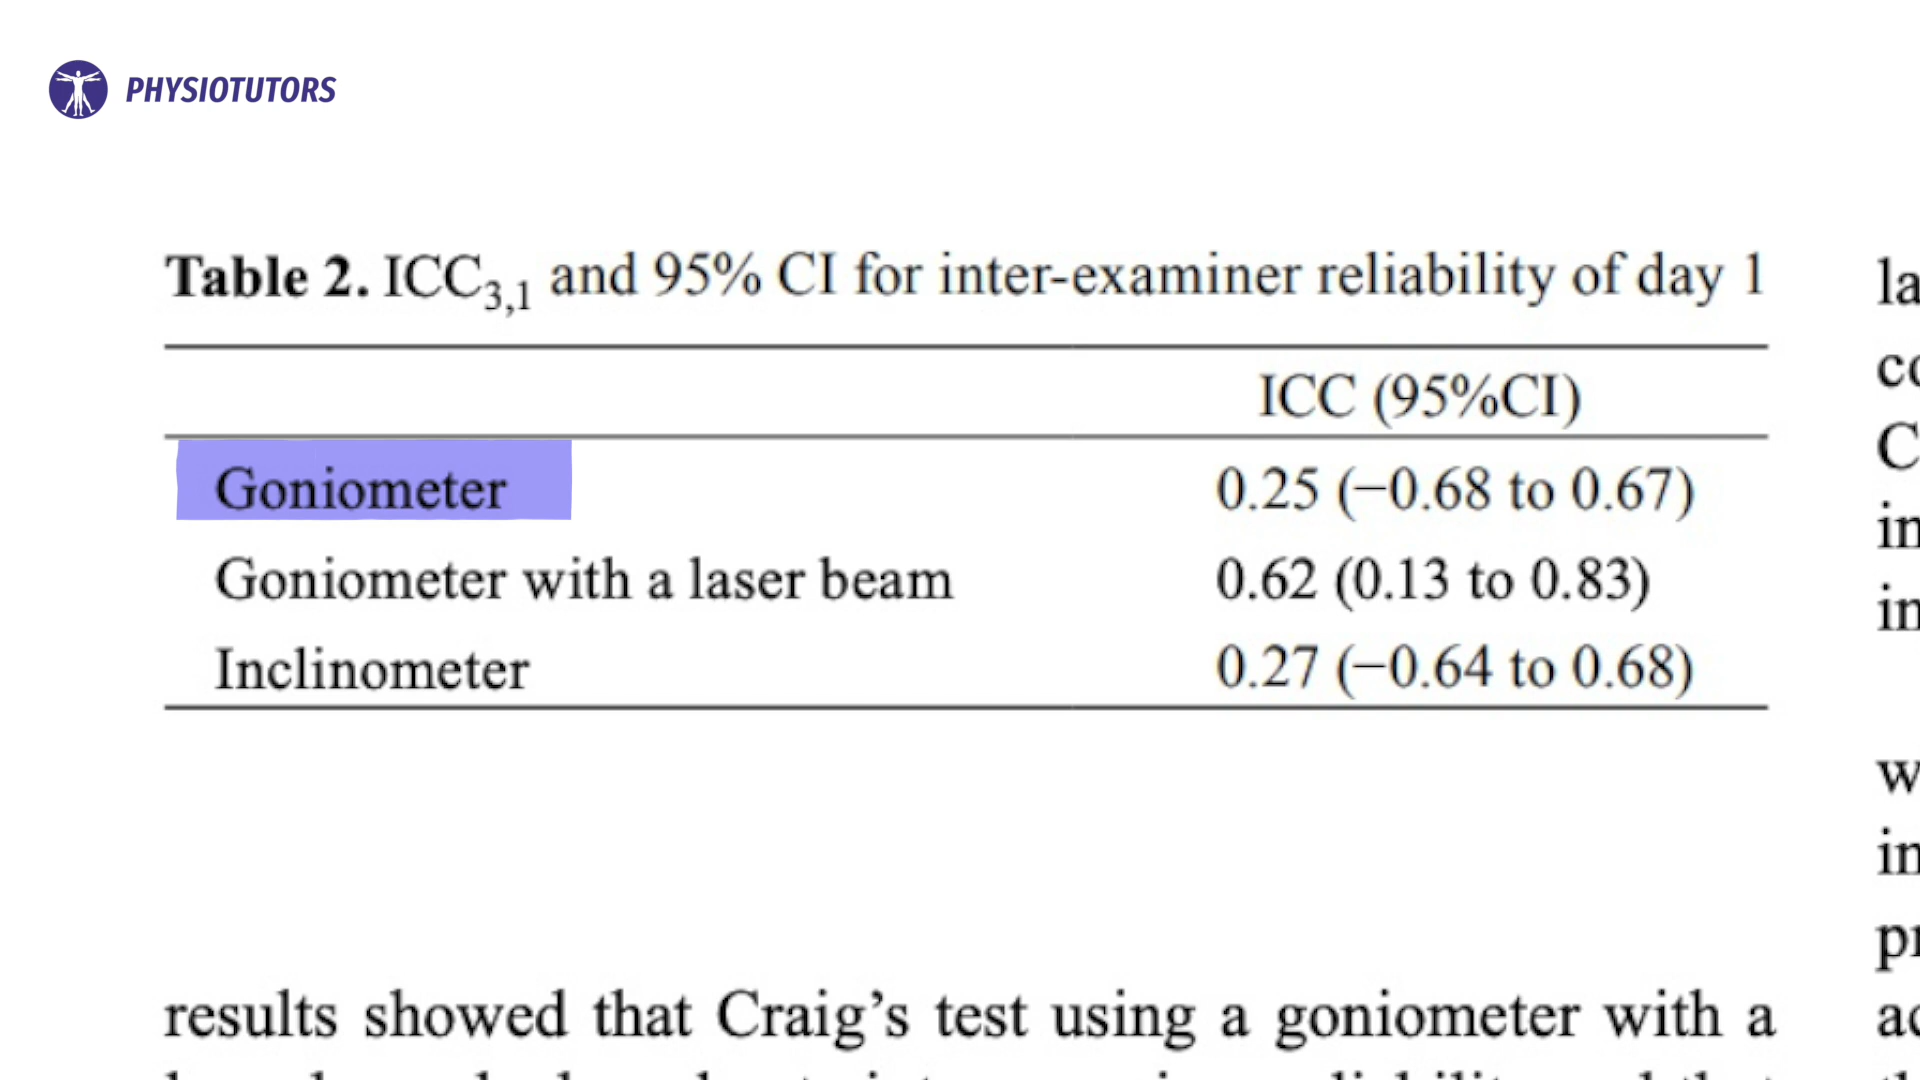 PHYSIOTUTORS
Table 2. ICC3,1 and 95% CI for inter-examiner reliability of day 1
ICC (95%CI)
Goniometer 0.25 (−0.68 to 0.67)
Goniometer with a laser beam 0.62 (0.13 to 0.83)
Inclinometer 0.27 (−0.64 to 0.68)
results showed that Craig’s test using a goniometer with a